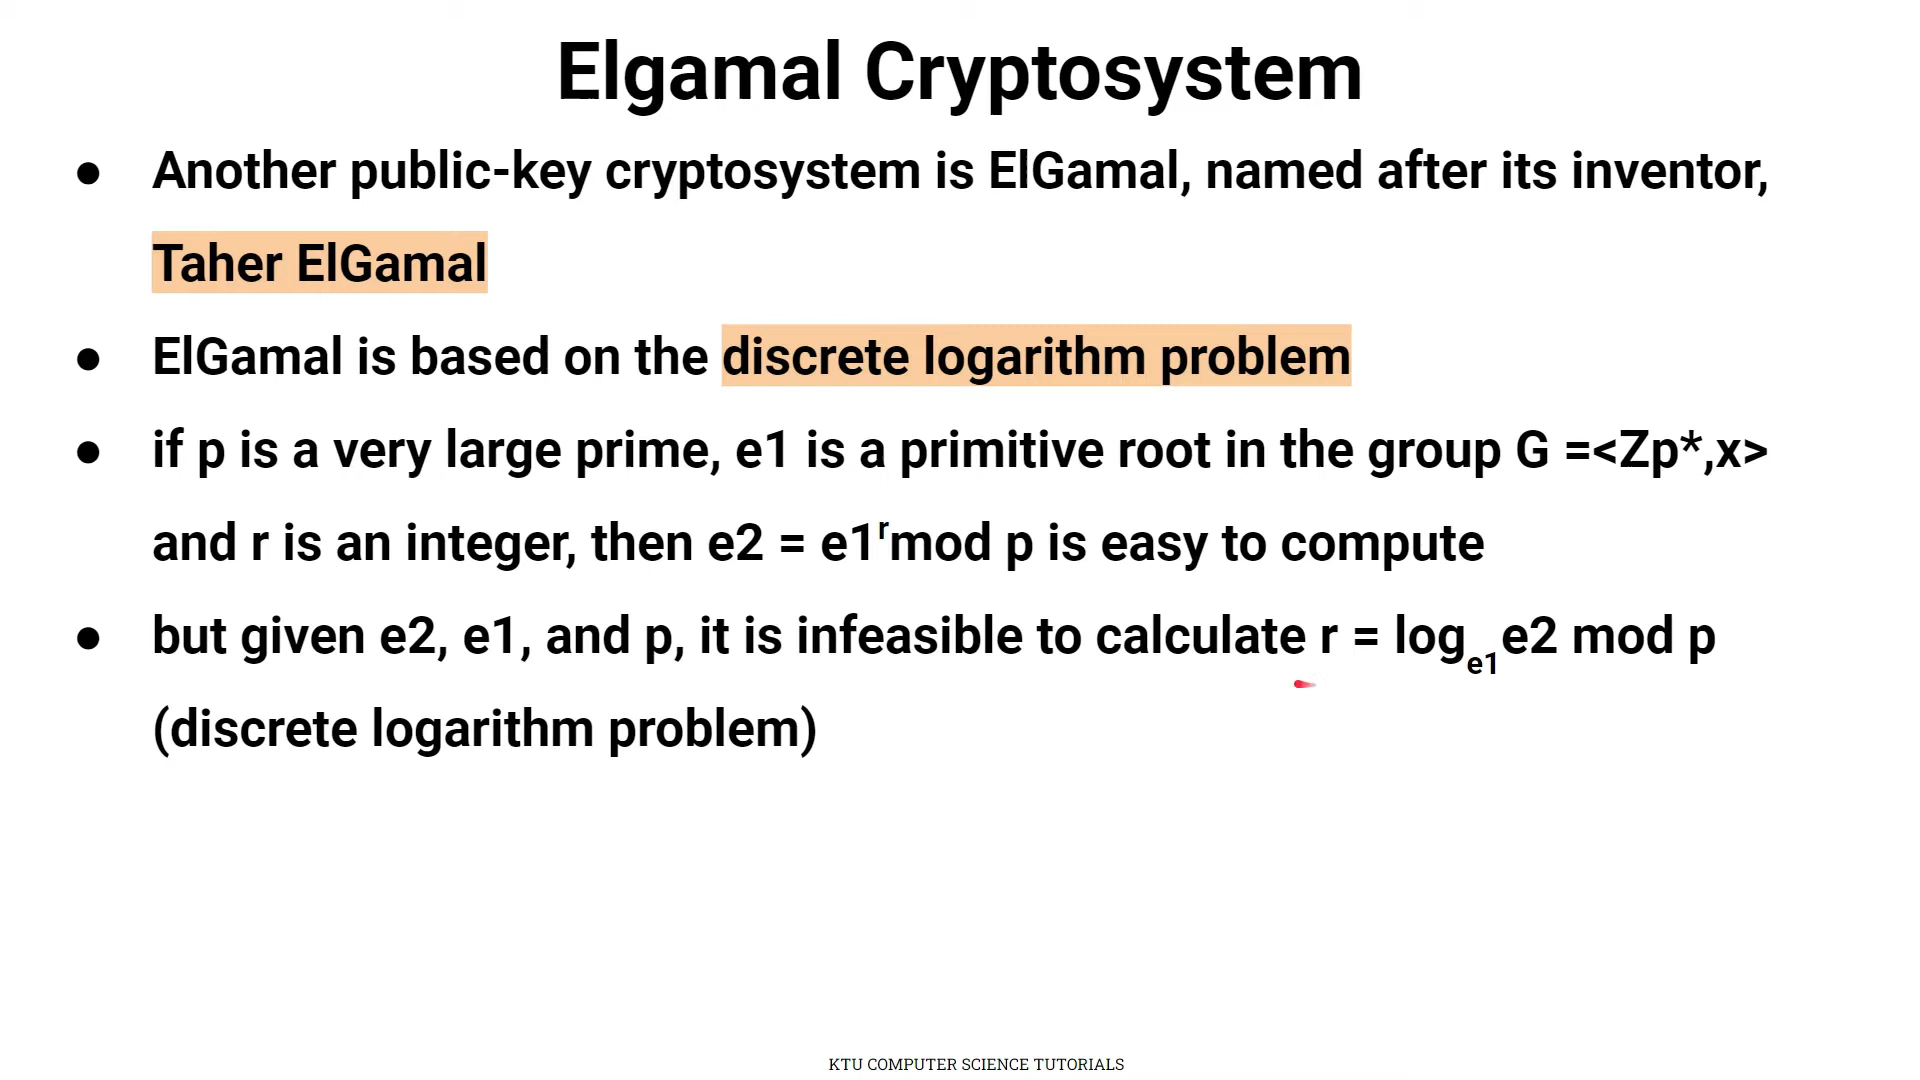 Elgamal Cryptosystem
● Another public-key cryptosystem is ElGamal, named after its inventor,
Taher ElGamal
● ElGamal is based on the discrete logarithm problem
● if p is a very large prime, e1 is a primitive root in the group G =<Zp*,x>
and r is an integer, then e2 = e1ʳmod p is easy to compute
● but given e2, e1, and p, it is infeasible to calculate r = log_e1 e2 mod p
(discrete logarithm problem)
KTU COMPUTER SCIENCE TUTORIALS